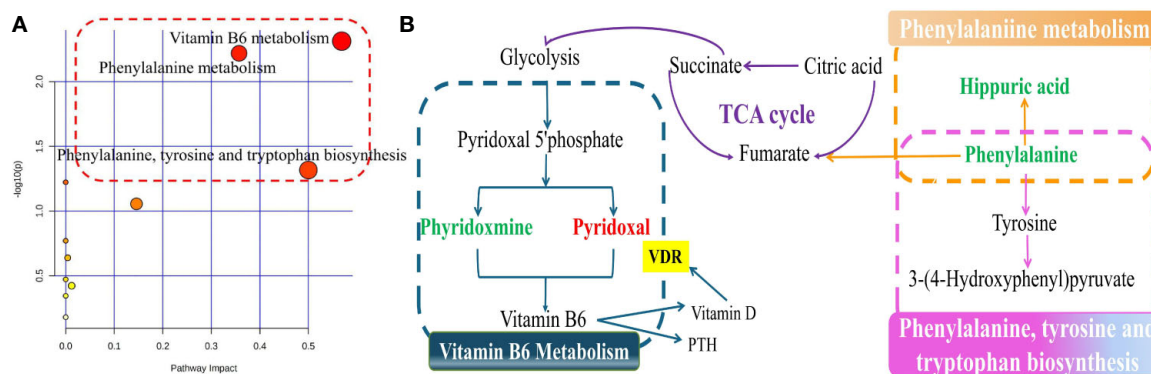 A
Vitamin B6 metabolism
Phenylalanine metabolism
Phenylalanine, tyrosine and tryptophan biosynthesis
-log10(p)
2.0
1.5
1.0
0.5
0.0 0.1 0.2 0.3 0.4 0.5
Pathway Impact
B
Glycolysis
Succinate
Citric acid
TCA cycle
Fumarate
Pyridoxal 5'phosphate
Phyridoxmine
Pyridoxal
VDR
Vitamin B6
Vitamin D
PTH
Vitamin B6 Metabolism
Phenylalaniine metabolism
Hippuric acid
Phenylalanine
Tyrosine
3-(4-Hydroxyphenyl)pyruvate
Phenylalanine, tyrosine and
tryptophan biosynthesis